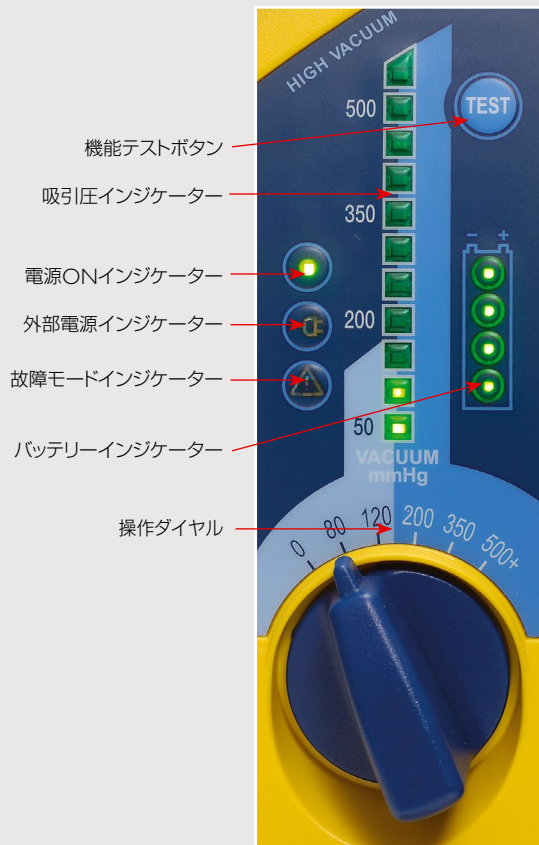 HIGH VACUUM
500
TEST
機能テストボタン
吸引圧インジケーター
350
- +
電源ONインジケーター
外部電源インジケーター
200
故障モードインジケーター
50
バッテリーインジケーター
VACUUM
mmHg
操作ダイヤル
0 80 120 200 350 500+